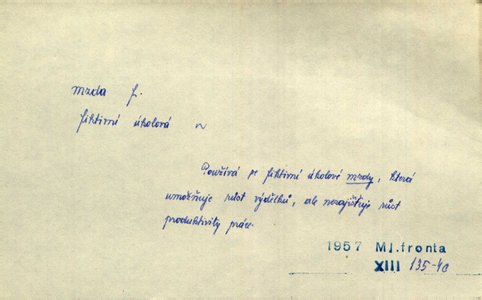 mzda f.
fiktivní úkolová ~
Používá se fiktivní úkolové mzdy, která
umožňuje růst výdělků, ale nezajišťuje růst
produktivity práce.
1957 Ml.fronta
XIII 135-40